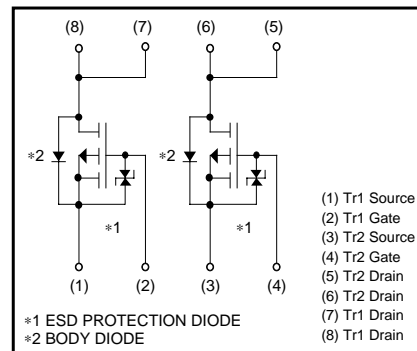 (8) (7) (6) (5)
∗2 ∗2
∗1 ∗1
(1) (2) (3) (4)
(1) Tr1 Source
(2) Tr1 Gate
(3) Tr2 Source
(4) Tr2 Gate
(5) Tr2 Drain
(6) Tr2 Drain
(7) Tr1 Drain
(8) Tr1 Drain
∗1 ESD PROTECTION DIODE
∗2 BODY DIODE